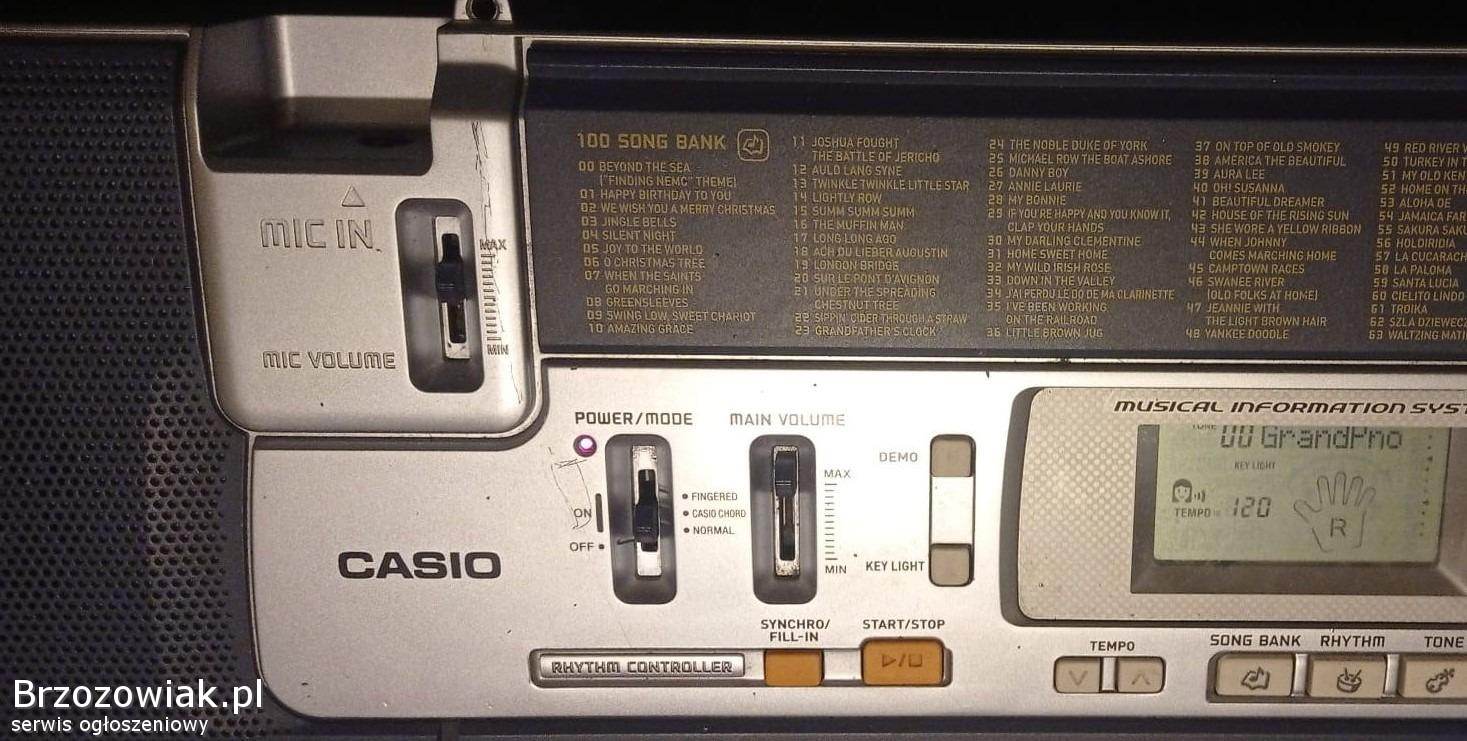 100 SONG BANK
00 BEYOND THE SEA
("FINDING NEMO" THEME)
01 HAPPY BIRTHDAY TO YOU
02 WE WISH YOU A MERRY CHRISTMAS
03 JINGLE BELLS
04 SILENT NIGHT
05 JOY TO THE WORLD
06 O CHRISTMAS TREE
07 WHEN THE SAINTS
GO MARCHING IN
08 GREENSLEEVES
09 SWING LOW, SWEET CHARIOT
10 AMAZING GRACE
11 JOSHUA FOUGHT
THE BATTLE OF JERICHO
12 AULD LANG SYNE
13 TWINKLE TWINKLE LITTLE STAR
14 LIGHTLY ROW
15 SUMM SUMM SUMM
16 THE MUFFIN MAN
17 LONG LONG AGO
18 ACH DU LIEBER AUGUSTIN
19 LONDON BRIDGE
20 SUR LE PONT D'AVIGNON
21 UNDER THE SPREADING
CHESTNUT TREE
22 SIPPIN' CIDER THROUGH A STRAW
23 GRANDFATHER'S CLOCK
24 THE NOBLE DUKE OF YORK
25 MICHAEL ROW THE BOAT ASHORE
26 DANNY BOY
27 ANNIE LAURIE
28 MY BONNIE
29 IF YOU'RE HAPPY AND YOU KNOW IT,
CLAP YOUR HANDS
30 MY DARLING CLEMENTINE
31 HOME SWEET HOME
32 MY WILD IRISH ROSE
33 DOWN IN THE VALLEY
34 J'AI PERDU LE DO DE MA CLARINETTE
35 I'VE BEEN WORKING
ON THE RAILROAD
36 LITTLE BROWN JUG
37 ON TOP OF OLD SMOKEY
38 AMERICA THE BEAUTIFUL
39 AURA LEE
40 OH! SUSANNA
41 BEAUTIFUL DREAMER
42 HOUSE OF THE RISING SUN
43 SHE WORE A YELLOW RIBBON
44 WHEN JOHNNY
COMES MARCHING HOME
45 CAMPTOWN RACES
46 SWANEE RIVER
(OLD FOLKS AT HOME)
47 JEANNIE WITH
THE LIGHT BROWN HAIR
48 YANKEE DOODLE
49 RED RIVER
50 TURKEY IN T
51 MY OLD KEN
52 HOME ON TH
53 ALOHA OE
54 JAMAICA FAR
55 SAKURA SAKU
56 HOLDIRIDIA
57 LA CUCARACH
58 LA PALOMA
59 SANTA LUCIA
60 CIELITO LINDO
61 TROIKA
62 SZLA DZIEWECZ
63 WALTZING MATI
MIC IN
MAX
MIN
MIC VOLUME
POWER/MODE
MAIN VOLUME
MUSICAL INFORMATION SYST
ON
OFF
FINGERED
CASIO CHORD
NORMAL
MAX
MIN
DEMO
KEY LIGHT
TONE
00 GrandPno
KEY LIGHT
TEMPO 120
R
CASIO
RHYTHM CONTROLLER
SYNCHRO/
FILL-IN
START/STOP
TEMPO
SONG BANK
RHYTHM
TONE
Brzozowiak.pl
serwis ogłoszeniowy